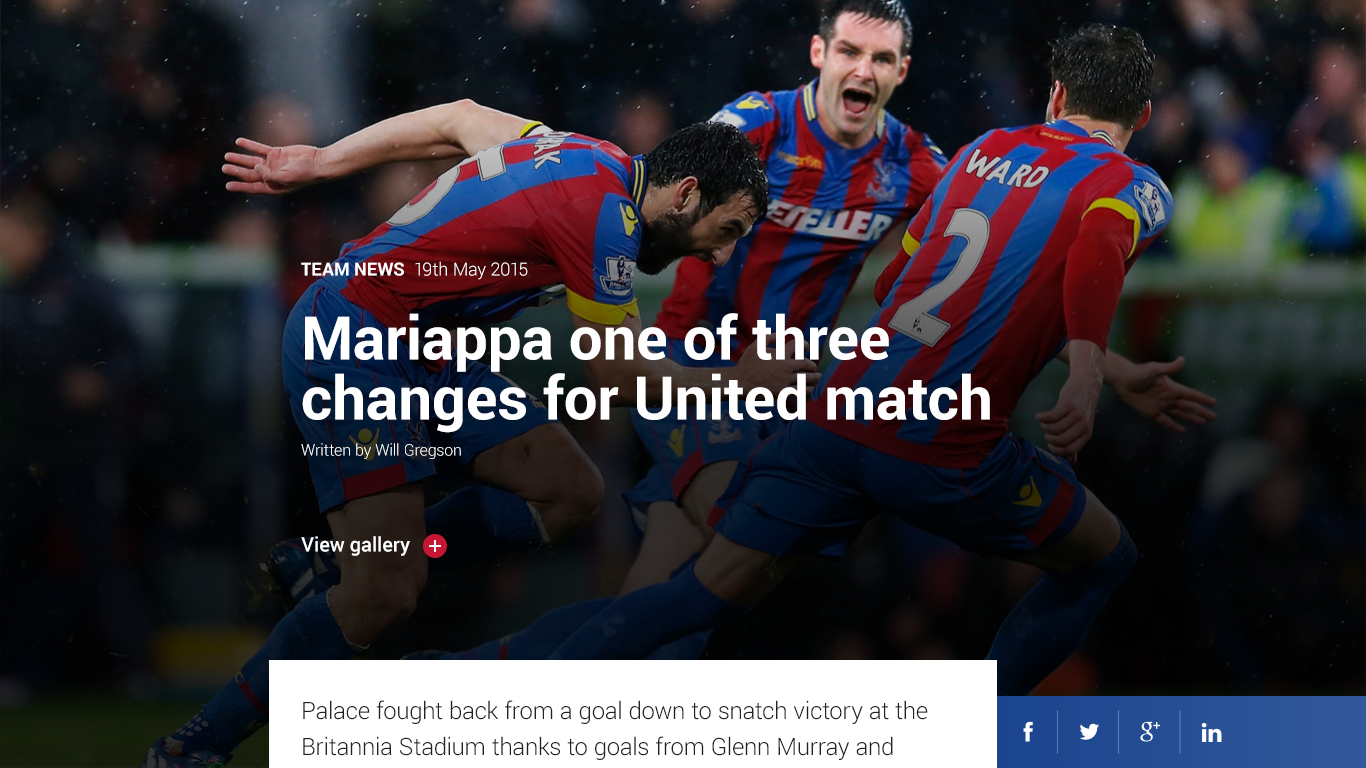 WARD
2
TEAM NEWS 19th May 2015
Mariappa one of three
changes for United match
Written by Will Gregson
View gallery
Palace fought back from a goal down to snatch victory at the
Britannia Stadium thanks to goals from Glenn Murray and